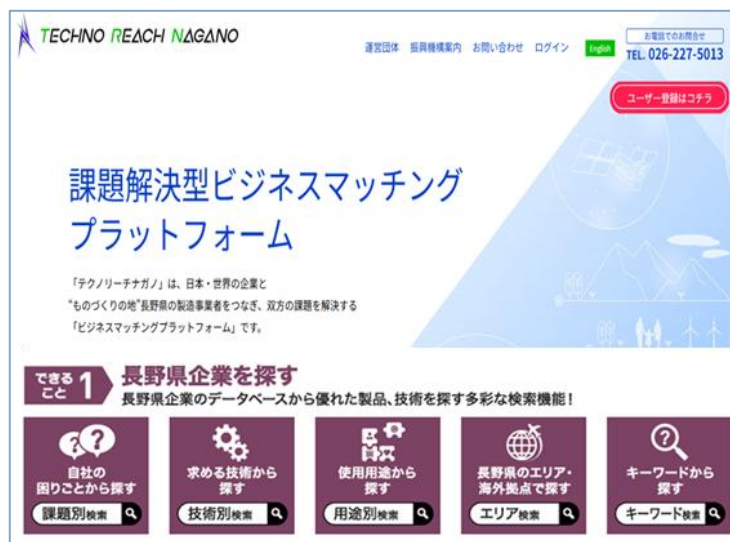 TECHNO REACH NAGANO
運営団体 振興機構案内 お問い合わせ ログイン English
お電話でのお問合せ
TEL. 026-227-5013
ユーザー登録はコチラ
課題解決型ビジネスマッチング
プラットフォーム
「テクノリーチナガノ」は、日本・世界の企業と
“ものづくりの地”長野県の製造事業者をつなぎ、双方の課題を解決する
「ビジネスマッチングプラットフォーム」です。
できること 1 長野県企業を探す
長野県企業のデータベースから優れた製品、技術を探す多彩な検索機能!
自社の
困りごとから探す
課題別検索
求める技術から
探す
技術別検索
使用用途から
探す
用途別検索
長野県のエリア・
海外拠点で探す
エリア検索
キーワードから
探す
キーワード検索